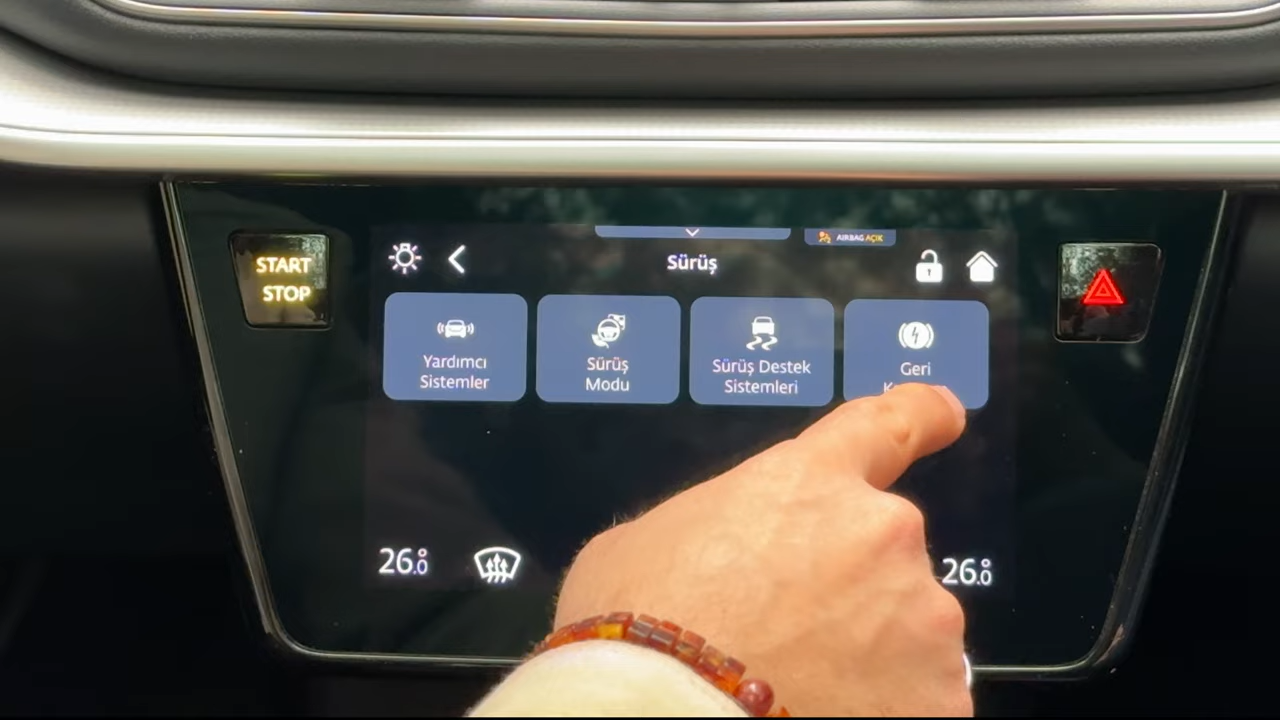 AIRBAG AÇIK
START
STOP
Sürüş
Yardımcı
Sistemler
Sürüş
Modu
Sürüş Destek
Sistemleri
Geri
26.0
26.0